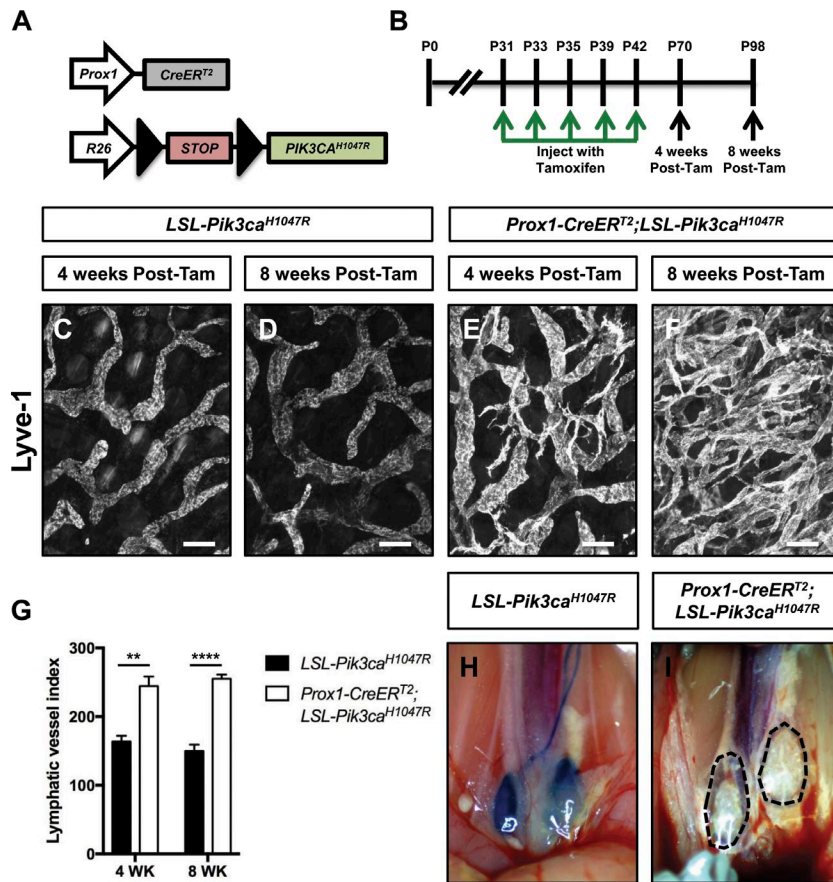 A
Prox1
CreER^T2
R26
STOP
PIK3CA^H1047R
B
P0 P31 P33 P35 P39 P42 P70 P98
Inject with
Tamoxifen
4 weeks
Post-Tam
8 weeks
Post-Tam
LSL-Pik3ca^H1047R
Prox1-CreER^T2;LSL-Pik3ca^H1047R
4 weeks Post-Tam
8 weeks Post-Tam
4 weeks Post-Tam
8 weeks Post-Tam
Lyve-1
C
D
E
F
G
Lymphatic vessel index
300
200
100
0
**
****
4 WK
8 WK
LSL-Pik3ca^H1047R
Prox1-CreER^T2;
LSL-Pik3ca^H1047R
LSL-Pik3ca^H1047R
Prox1-CreER^T2;
LSL-Pik3ca^H1047R
H
I